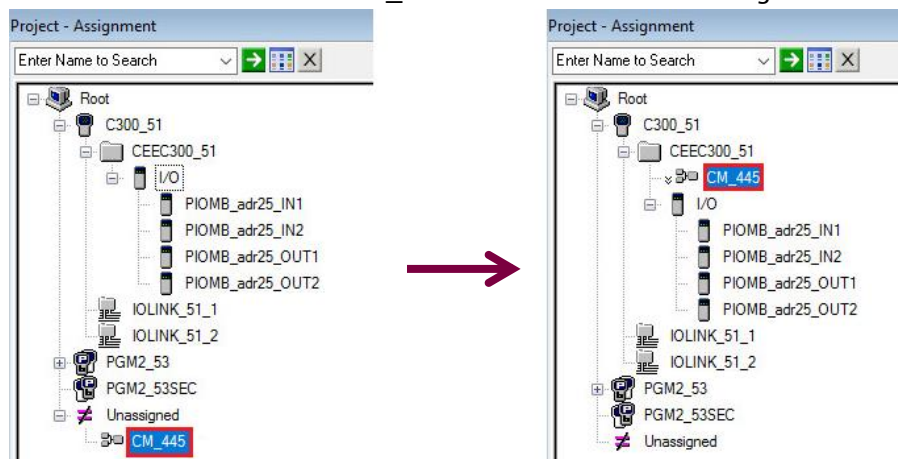 Project - Assignment
Enter Name to Search
Root
C300_51
CEEC300_51
I/O
PIOMB_adr25_IN1
PIOMB_adr25_IN2
PIOMB_adr25_OUT1
PIOMB_adr25_OUT2
IOLINK_51_1
IOLINK_51_2
PGM2_53
PGM2_53SEC
Unassigned
CM_445
Project - Assignment
Enter Name to Search
Root
C300_51
CEEC300_51
CM_445
I/O
PIOMB_adr25_IN1
PIOMB_adr25_IN2
PIOMB_adr25_OUT1
PIOMB_adr25_OUT2
IOLINK_51_1
IOLINK_51_2
PGM2_53
PGM2_53SEC
Unassigned